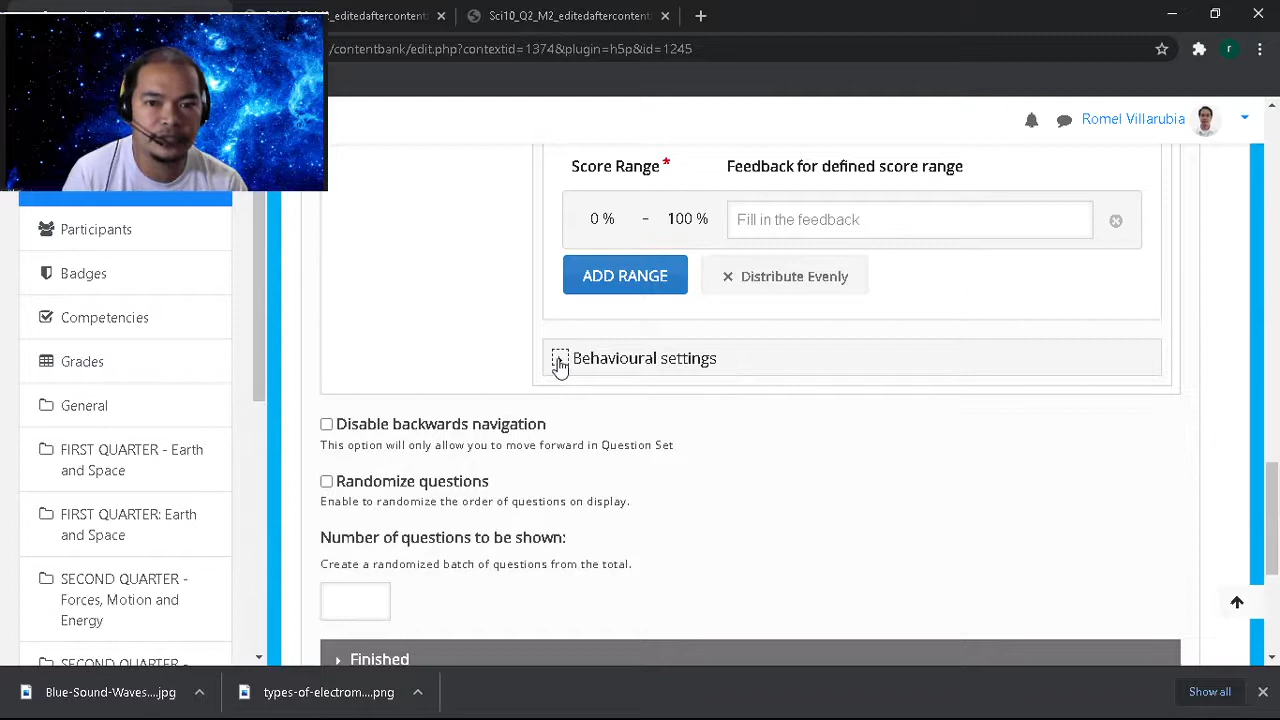 Sci10_Q2_M2_editedaftercontent
/contentbank/edit.php?contextid=1374&plugin=h5p&id=1245
r
Romel Villarubia
Participants
Badges
Competencies
Grades
General
FIRST QUARTER - Earth
and Space
FIRST QUARTER: Earth
and Space
SECOND QUARTER -
Forces, Motion and
Energy
SECOND QUARTER -
Score Range *
Feedback for defined score range
0 % - 100 %
Fill in the feedback
ADD RANGE
Distribute Evenly
Behavioural settings
Disable backwards navigation
This option will only allow you to move forward in Question Set
Randomize questions
Enable to randomize the order of questions on display.
Number of questions to be shown:
Create a randomized batch of questions from the total.
Finished
Blue-Sound-Waves....jpg
types-of-electrom....png
Show all